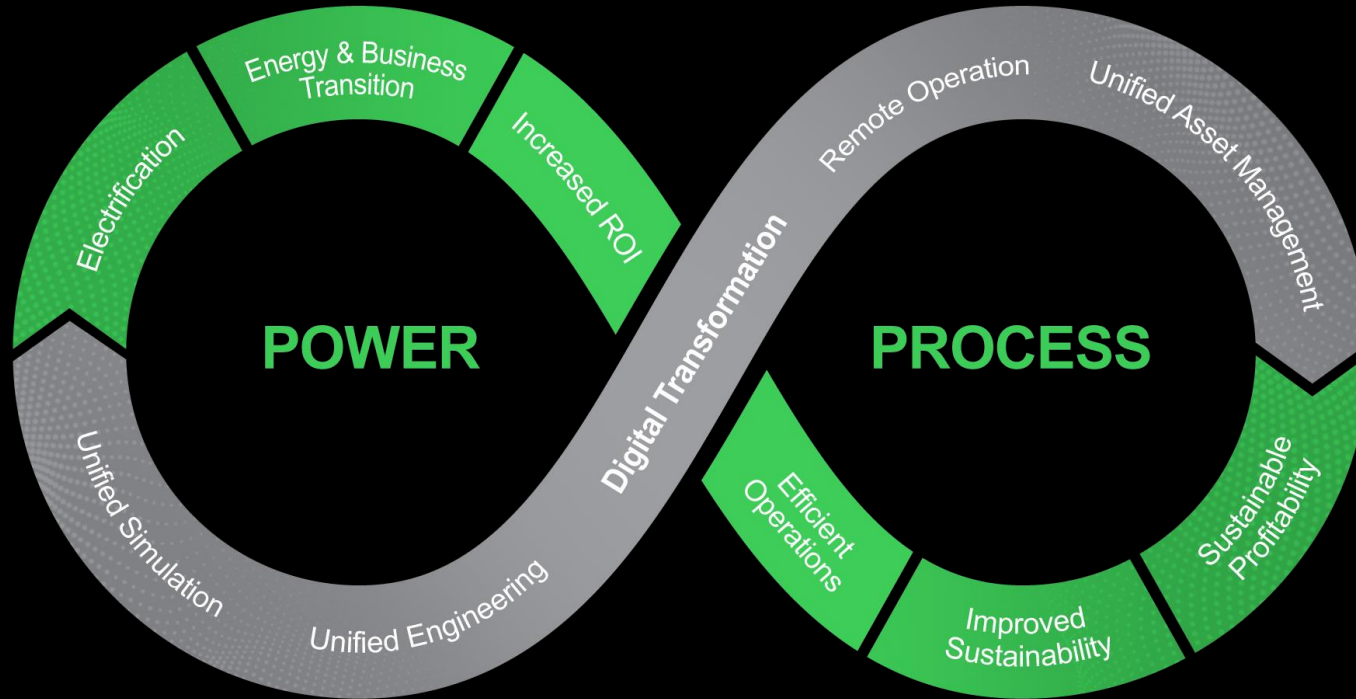 Energy & Business
Transition
Electrification
Increased ROI
POWER
Unified Simulation
Unified Engineering
Digital Transformation
Remote Operation
Unified Asset Management
PROCESS
Sustainable
Profitability
Improved
Sustainability
Efficient
Operations